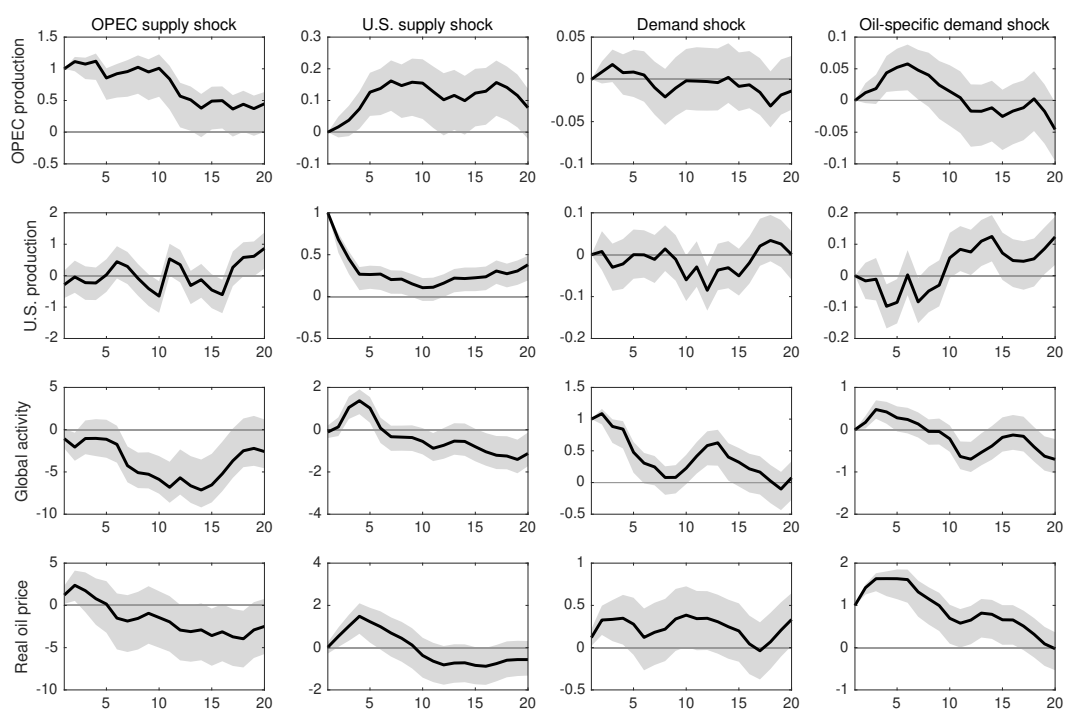 OPEC supply shock U.S. supply shock Demand shock Oil-specific demand shock
OPEC production
1.5 1 0.5 0 -0.5
5 10 15 20
0.3 0.2 0.1 0 -0.1
5 10 15 20
0.05 0 -0.05 -0.1
5 10 15 20
0.1 0.05 0 -0.05 -0.1
5 10 15 20
U.S. production
2 1 0 -1 -2
5 10 15 20
1 0.5 0 -0.5
5 10 15 20
0.1 0 -0.1 -0.2
5 10 15 20
0.2 0.1 0 -0.1 -0.2
5 10 15 20
Global activity
5 0 -5 -10
5 10 15 20
2 0 -2 -4
5 10 15 20
1.5 1 0.5 0 -0.5
5 10 15 20
1 0 -1 -2
5 10 15 20
Real oil price
5 0 -5 -10
5 10 15 20
4 2 0 -2
5 10 15 20
1 0.5 0 -0.5
5 10 15 20
2 1 0 -1
5 10 15 20